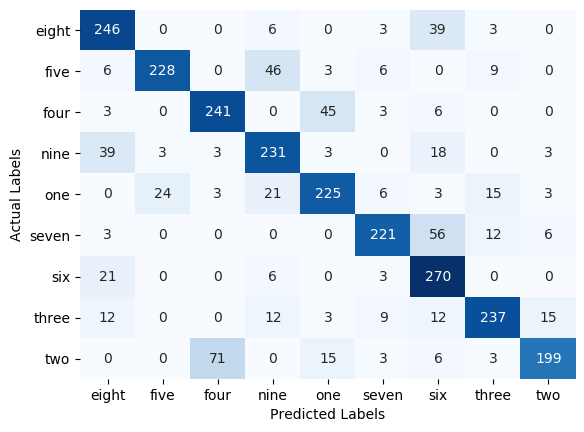 Actual Labels
eight 246 0 0 6 0 3 39 3 0
five 6 228 0 46 3 6 0 9 0
four 3 0 241 0 45 3 6 0 0
nine 39 3 3 231 3 0 18 0 3
one 0 24 3 21 225 6 3 15 3
seven 3 0 0 0 0 221 56 12 6
six 21 0 0 6 0 3 270 0 0
three 12 0 0 12 3 9 12 237 15
two 0 0 71 0 15 3 6 3 199
eight five four nine one seven six three two
Predicted Labels